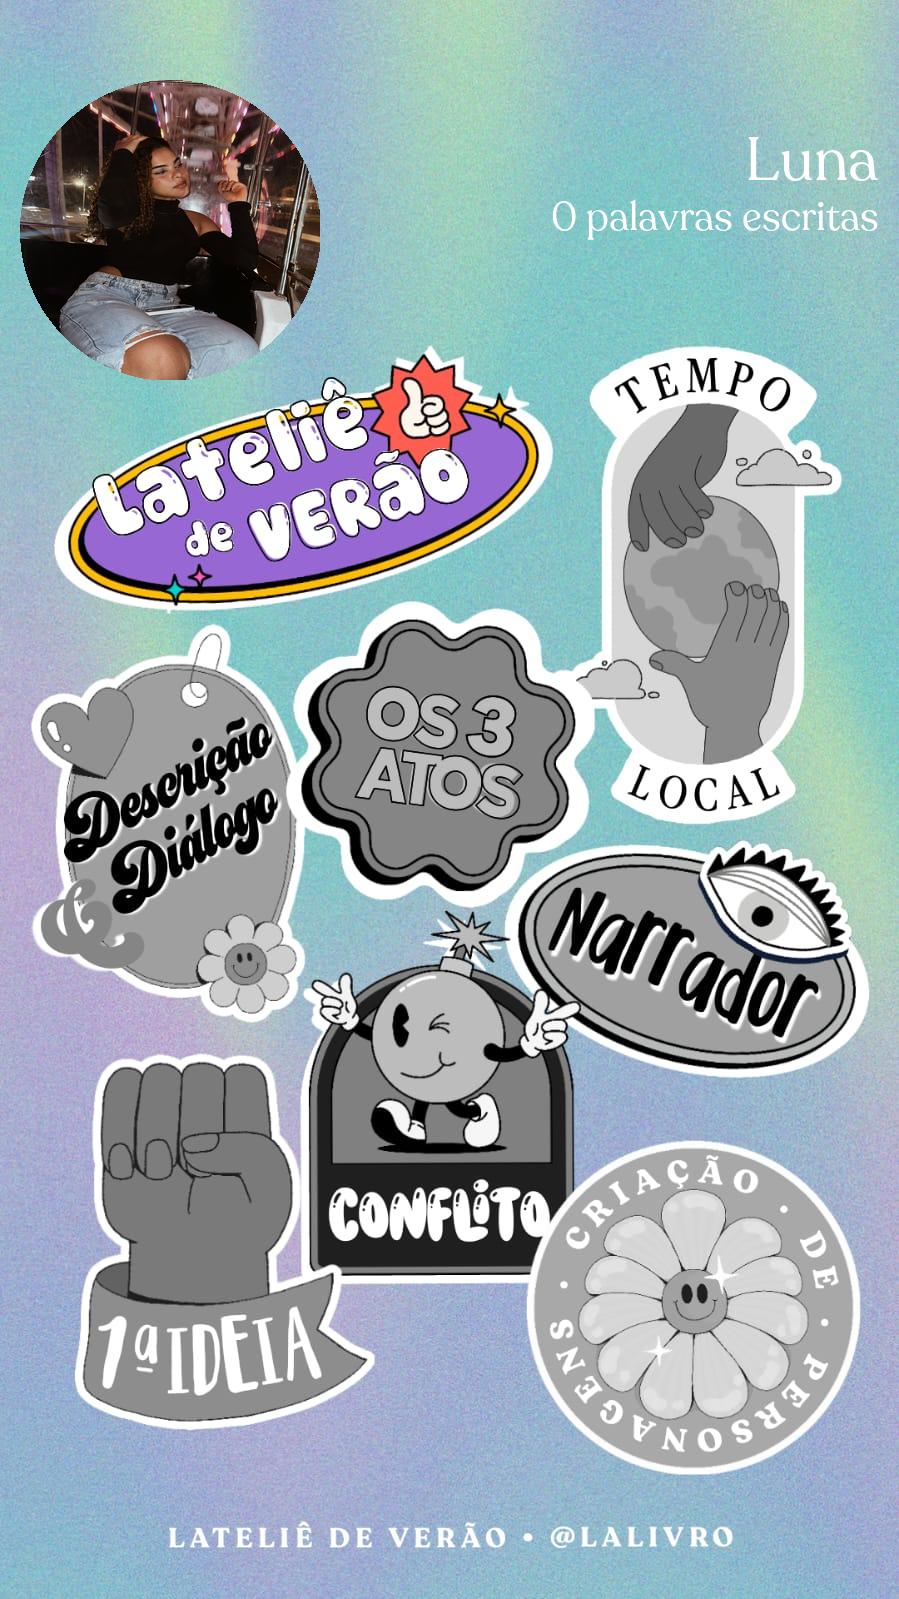 Luna
0 palavras escritas
Lateliê
de VERÃO
TEMPO
LOCAL
OS 3
ATOS
Descrição
&
Diálogo
Narrador
CONFLITO
1ª IDEIA
CRIAÇÃO · DE · PERSONAGENS ·
LATELIÊ DE VERÃO • @LALIVRO